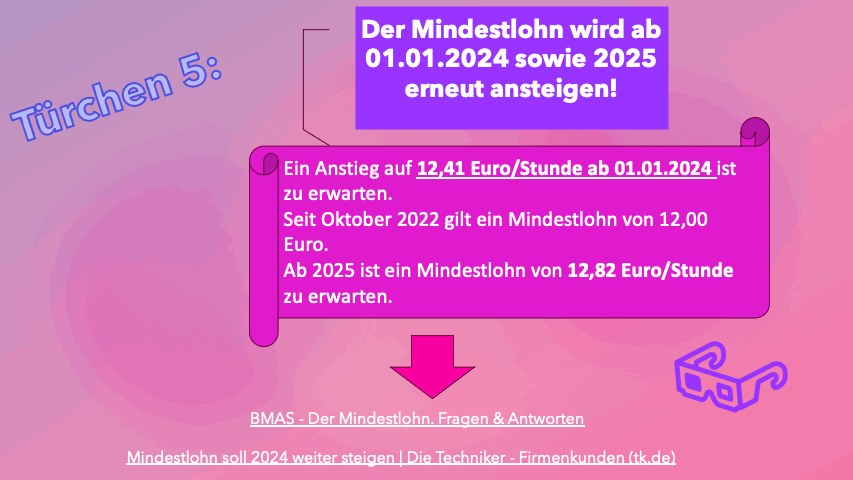 Türchen 5:
Der Mindestlohn wird ab
01.01.2024 sowie 2025
erneut ansteigen!
Ein Anstieg auf 12,41 Euro/Stunde ab 01.01.2024 ist
zu erwarten.
Seit Oktober 2022 gilt ein Mindestlohn von 12,00
Euro.
Ab 2025 ist ein Mindestlohn von 12,82 Euro/Stunde
zu erwarten.
BMAS - Der Mindestlohn. Fragen & Antworten
Mindestlohn soll 2024 weiter steigen | Die Techniker - Firmenkunden (tk.de)